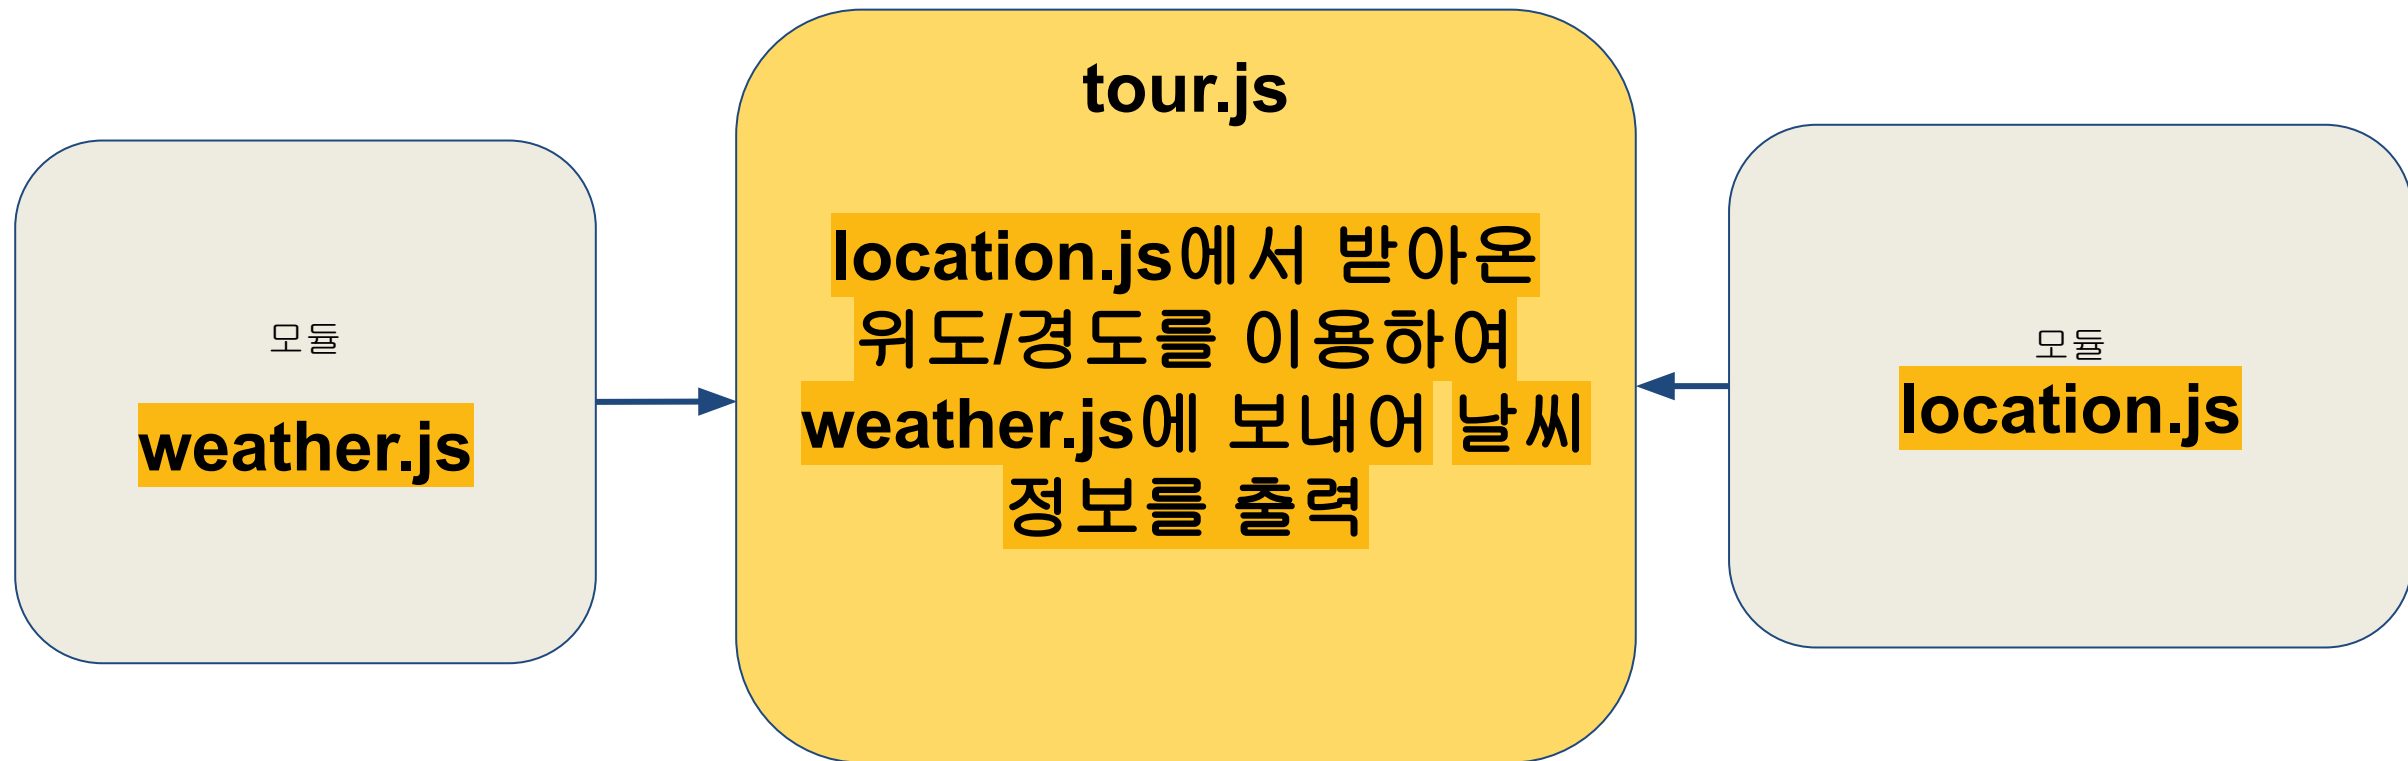 모듈
weather.js
tour.js
location.js에서 받아온
위도/경도를 이용하여
weather.js에 보내어 날씨
정보를 출력
모듈
location.js